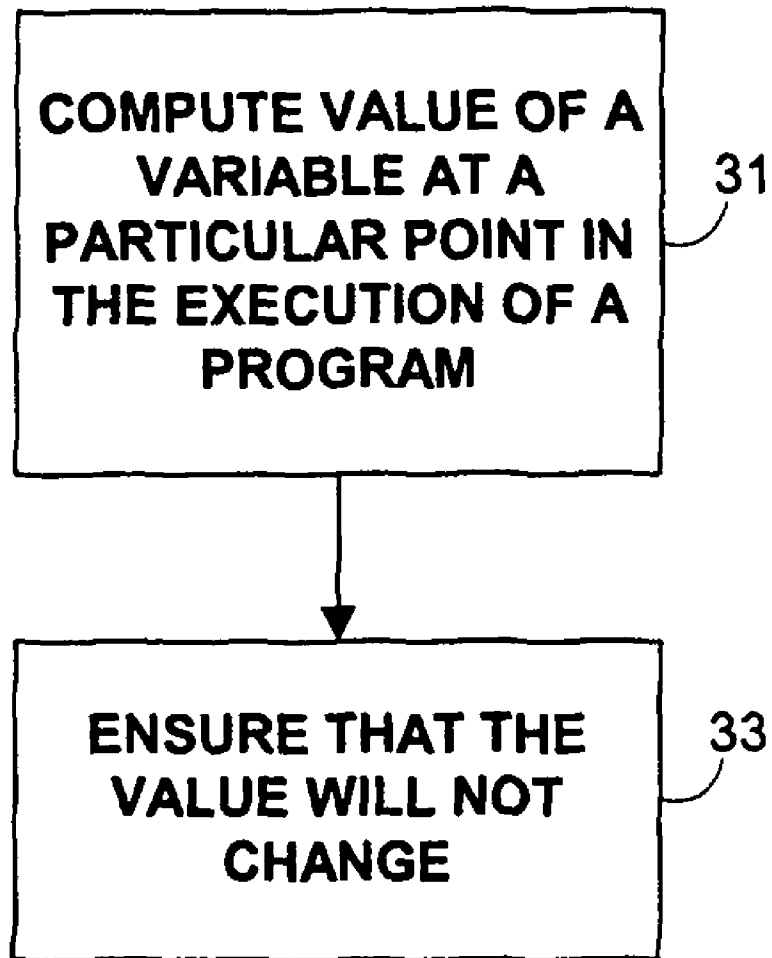 COMPUTE VALUE OF A
VARIABLE AT A
PARTICULAR POINT IN
THE EXECUTION OF A
PROGRAM
31
ENSURE THAT THE
VALUE WILL NOT
CHANGE
33